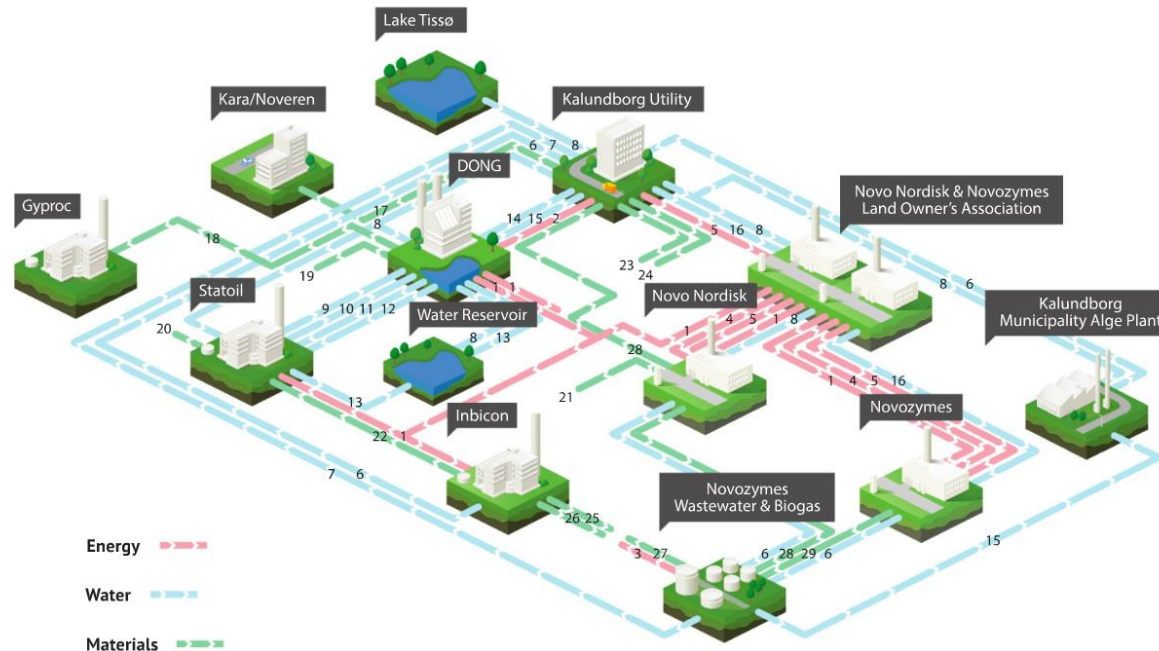 Lake Tissø
Kara/Noveren
Kalundborg Utility
6 7 8
DONG
Novo Nordisk & Novozymes
Land Owner's Association
Gyproc
17
8
14 15 2
5 16 8
18
19
23
24
1 1
8 6
Statoil
Novo Nordisk
Kalundborg
Municipality Alge Plant
9 10 11 12
Water Reservoir
1 4 5 1 8
20
8 13
28
1 4 5 16
13
21
Inbicon
Novozymes
22 1
7 6
Novozymes
Wastewater & Biogas
26 25
15
Energy
3 27
6 28 29 6
Water
Materials